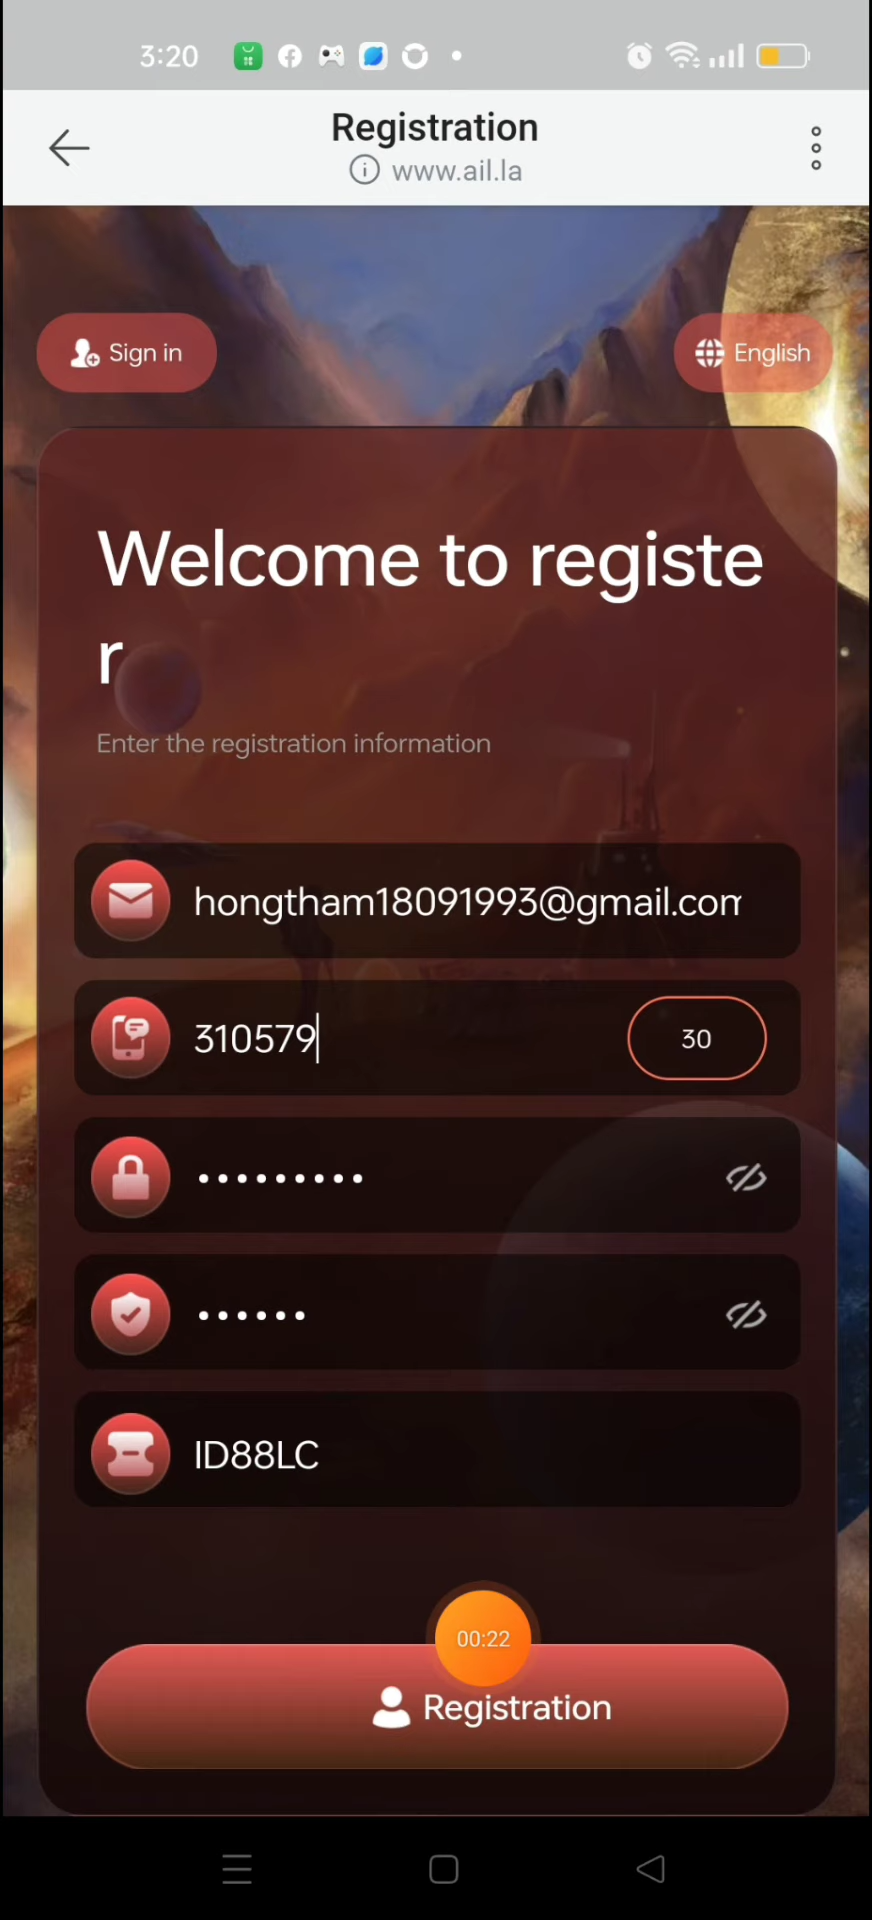 3:20
Registration
www.ail.la
Sign in
English
Welcome to registe
r
Enter the registration information
hongtham18091993@gmail.com
310579
30
•••••••••
••••••
ID88LC
00:22
Registration